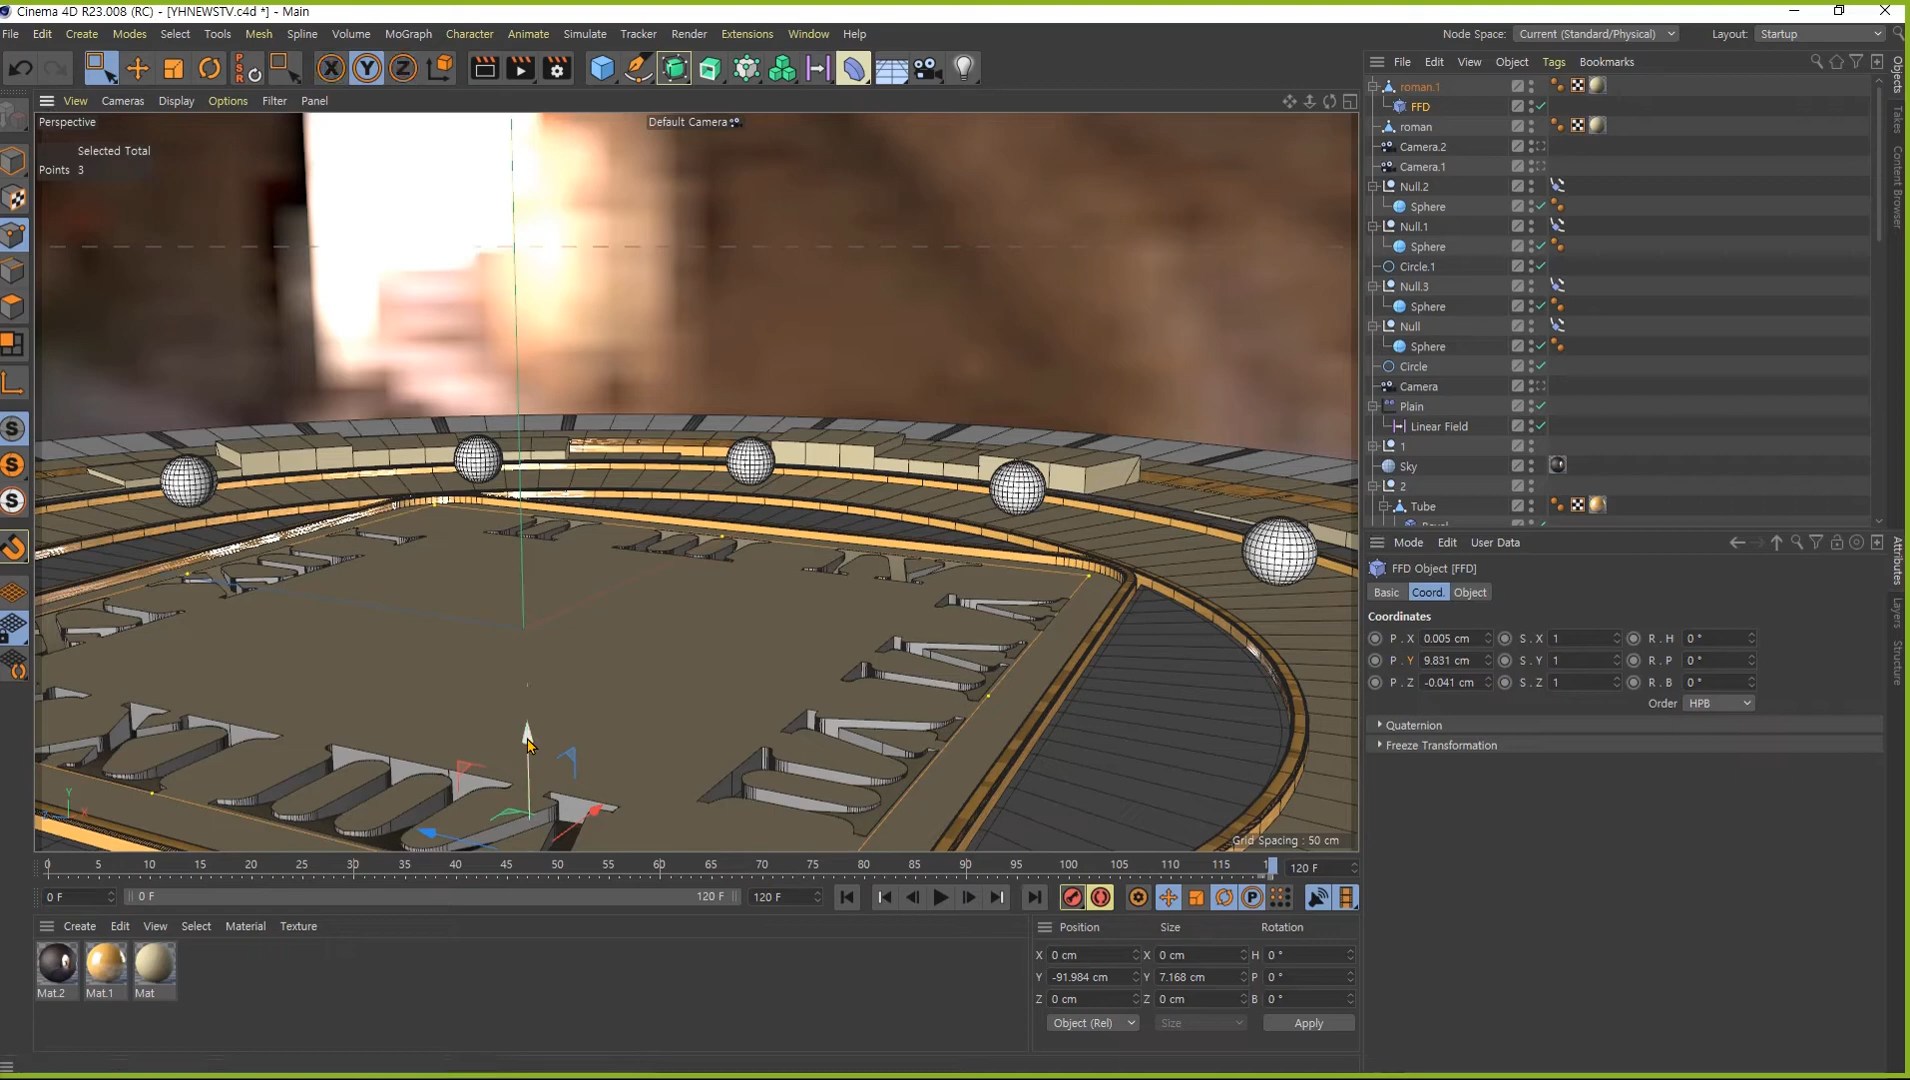 Cinema 4D R23.008 (RC) - [YHNEWSTV.c4d *] - Main
File Edit Create Modes Select Tools Mesh Spline Volume MoGraph Character Animate Simulate Tracker Render Extensions Window Help
Node Space: Current (Standard/Physical) Layout: Startup
X Y Z PSR
View Cameras Display Options Filter Panel
Perspective
Default Camera
Selected Total
Points 3
Grid Spacing : 50 cm
File Edit View Object Tags Bookmarks
roman.1
FFD
roman
Camera.2
Camera.1
Null.2
Sphere
Null.1
Sphere
Circle.1
Null.3
Sphere
Null
Sphere
Circle
Camera
Plain
Linear Field
1
Sky
2
Tube
Objects
Takes
Content Browser
Attributes
Layers
Structure
Mode Edit User Data
FFD Object [FFD]
Basic Coord. Object
Coordinates
P . X 0.005 cm S . X 1 R . H 0 °
P . Y 9.831 cm S . Y 1 R . P 0 °
P . Z -0.041 cm S . Z 1 R . B 0 °
Order HPB
Quaternion
Freeze Transformation
0 5 10 15 20 25 30 35 40 45 50 55 60 65 70 75 80 85 90 95 100 105 110 115 120 F
0 F 0 F 120 F 120 F
Create Edit View Select Material Texture
Mat.2 Mat.1 Mat
Position Size Rotation
X 0 cm X 0 cm H 0 °
Y -91.984 cm Y 7.168 cm P 0 °
Z 0 cm Z 0 cm B 0 °
Object (Rel) Size Apply